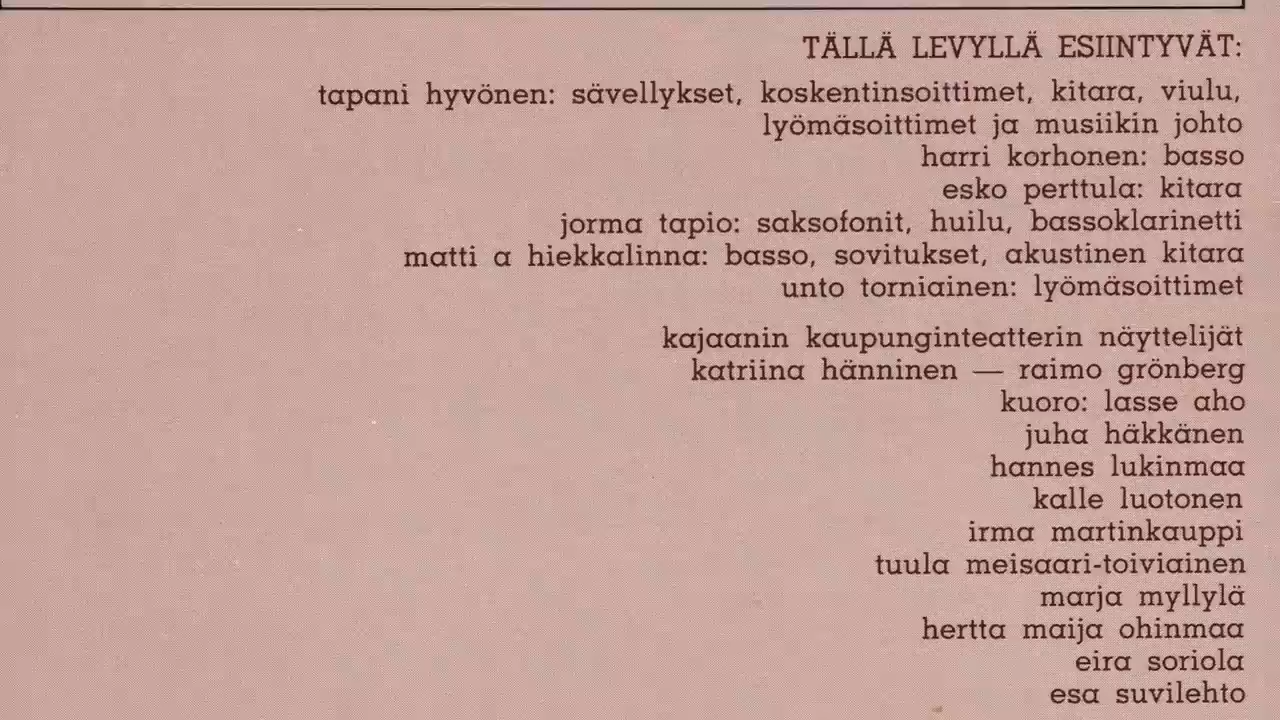 TÄLLÄ LEVYLLÄ ESIINTYVÄT:
tapani hyvönen: sävellykset, koskentinsoittimet, kitara, viulu,
lyömäsoittimet ja musiikin johto
harri korhonen: basso
esko perttula: kitara
jorma tapio: saksofonit, huilu, bassoklarinetti
matti a hiekkalinna: basso, sovitukset, akustinen kitara
unto torniainen: lyömäsoittimet
kajaanin kaupunginteatterin näyttelijät
katriina hänninen — raimo grönberg
kuoro: lasse aho
juha häkkänen
hannes lukinmaa
kalle luotonen
irma martinkauppi
tuula meisaari-toiviainen
marja myllylä
hertta maija ohinmaa
eira soriola
esa suvilehto